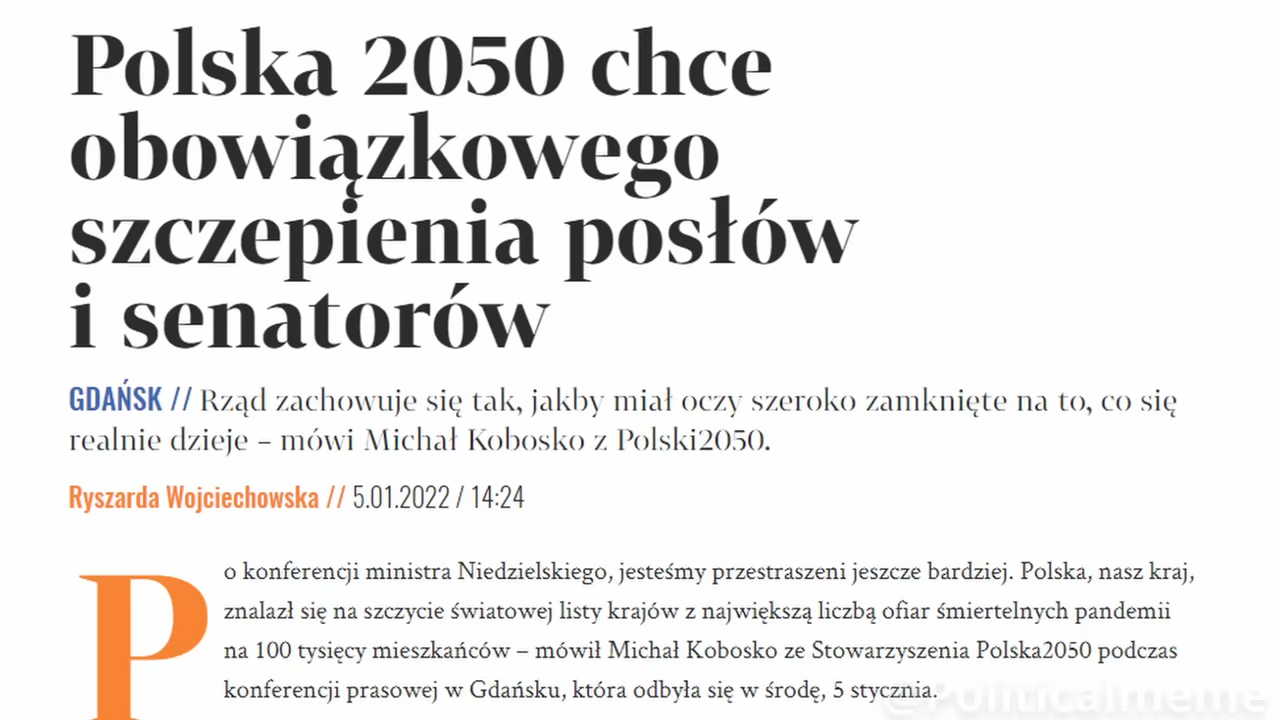 Polska 2050 chce
obowiązkowego
szczepienia posłów
i senatorów
GDAŃSK // Rząd zachowuje się tak, jakby miał oczy szeroko zamknięte na to, co się
realnie dzieje – mówi Michał Kobosko z Polski2050.
Ryszarda Wojciechowska // 5.01.2022 / 14:24
Po konferencji ministra Niedzielskiego, jesteśmy przestraszeni jeszcze bardziej. Polska, nasz kraj,
znalazł się na szczycie światowej listy krajów z największą liczbą ofiar śmiertelnych pandemii
na 100 tysięcy mieszkańców – mówił Michał Kobosko ze Stowarzyszenia Polska2050 podczas
konferencji prasowej w Gdańsku, która odbyła się w środę, 5 stycznia.
@Politicalmeme